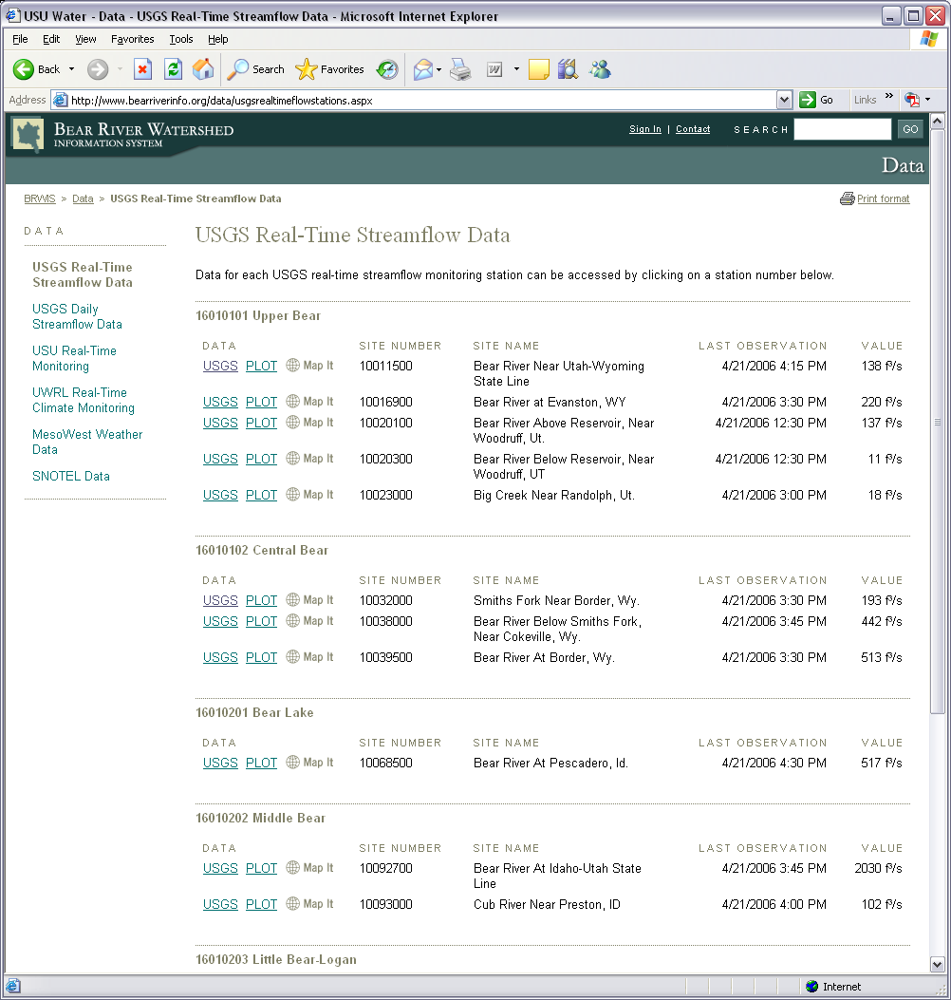 USU Water - Data - USGS Real-Time Streamflow Data - Microsoft Internet Explorer
File Edit View Favorites Tools Help
Back Search Favorites
Address http://www.bearriverinfo.org/data/usgsrealtimeflowstations.aspx Go Links »
BEAR RIVER WATERSHED
INFORMATION SYSTEM
Sign In | Contact SEARCH GO
Data
BRWIS > Data > USGS Real-Time Streamflow Data Print format
DATA
USGS Real-Time
Streamflow Data
USGS Daily
Streamflow Data
USU Real-Time
Monitoring
UWRL Real-Time
Climate Monitoring
MesoWest Weather
Data
SNOTEL Data
USGS Real-Time Streamflow Data
Data for each USGS real-time streamflow monitoring station can be accessed by clicking on a station number below.
16010101 Upper Bear
DATA SITE NUMBER SITE NAME LAST OBSERVATION VALUE
USGS PLOT Map It 10011500 Bear River Near Utah-Wyoming 4/21/2006 4:15 PM 138 f³/s
State Line
USGS PLOT Map It 10016900 Bear River at Evanston, WY 4/21/2006 3:30 PM 220 f³/s
USGS PLOT Map It 10020100 Bear River Above Reservoir, Near 4/21/2006 12:30 PM 137 f³/s
Woodruff, Ut.
USGS PLOT Map It 10020300 Bear River Below Reservoir, Near 4/21/2006 12:30 PM 11 f³/s
Woodruff, UT
USGS PLOT Map It 10023000 Big Creek Near Randolph, Ut. 4/21/2006 3:00 PM 18 f³/s
16010102 Central Bear
DATA SITE NUMBER SITE NAME LAST OBSERVATION VALUE
USGS PLOT Map It 10032000 Smiths Fork Near Border, Wy. 4/21/2006 3:30 PM 193 f³/s
USGS PLOT Map It 10038000 Bear River Below Smiths Fork, 4/21/2006 3:45 PM 442 f³/s
Near Cokeville, Wy.
USGS PLOT Map It 10039500 Bear River At Border, Wy. 4/21/2006 3:30 PM 513 f³/s
16010201 Bear Lake
DATA SITE NUMBER SITE NAME LAST OBSERVATION VALUE
USGS PLOT Map It 10068500 Bear River At Pescadero, Id. 4/21/2006 4:30 PM 517 f³/s
16010202 Middle Bear
DATA SITE NUMBER SITE NAME LAST OBSERVATION VALUE
USGS PLOT Map It 10092700 Bear River At Idaho-Utah State 4/21/2006 3:45 PM 2030 f³/s
Line
USGS PLOT Map It 10093000 Cub River Near Preston, ID 4/21/2006 4:00 PM 102 f³/s
16010203 Little Bear-Logan
Internet